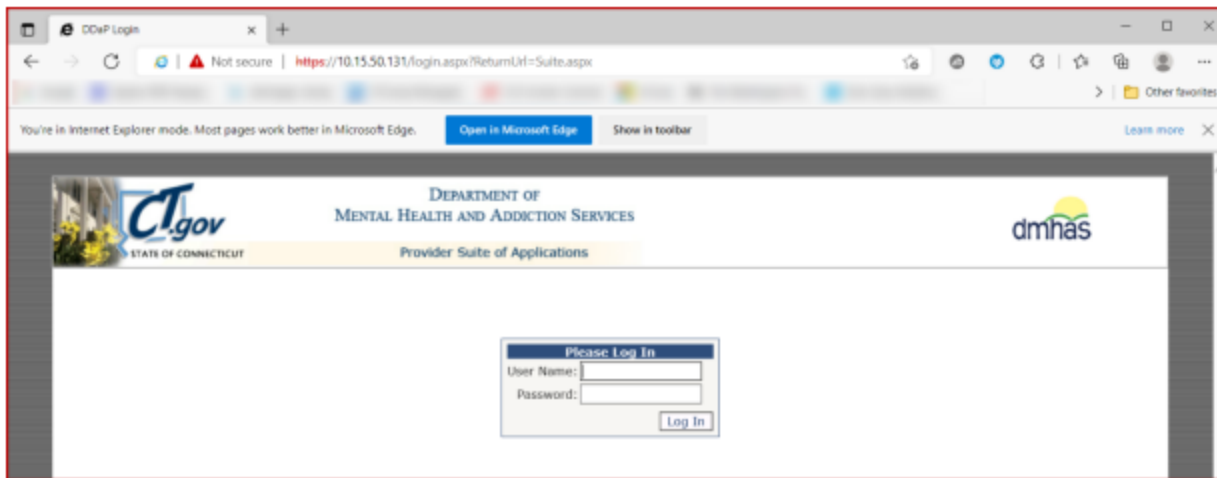 DDaP Login
Not secure | https://10.15.50.131/login.aspx?ReturnUrl=Suite.aspx
Other favorites
You're in Internet Explorer mode. Most pages work better in Microsoft Edge. Open in Microsoft Edge Show in toolbar Learn more
CT.gov
STATE OF CONNECTICUT
DEPARTMENT OF
MENTAL HEALTH AND ADDICTION SERVICES
Provider Suite of Applications
dmhas
Please Log In
User Name:
Password:
Log In